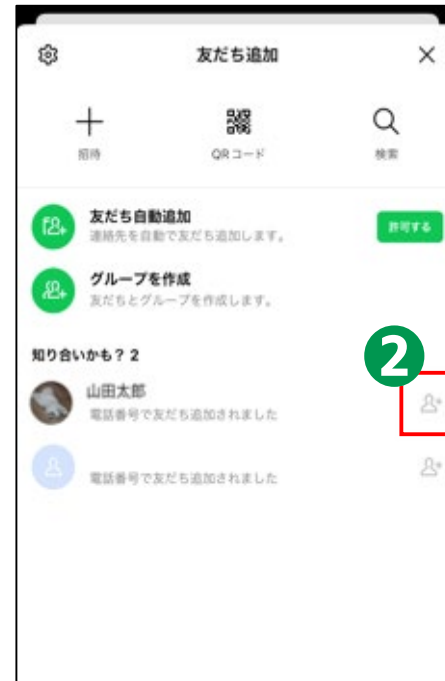 友だち追加
招待
QRコード
検索
友だち自動追加
連絡先を自動で友だち追加します。
許可する
グループを作成
友だちとグループを作成します。
知り合いかも？ 2
2
山田太郎
電話番号で友だち追加されました
電話番号で友だち追加されました